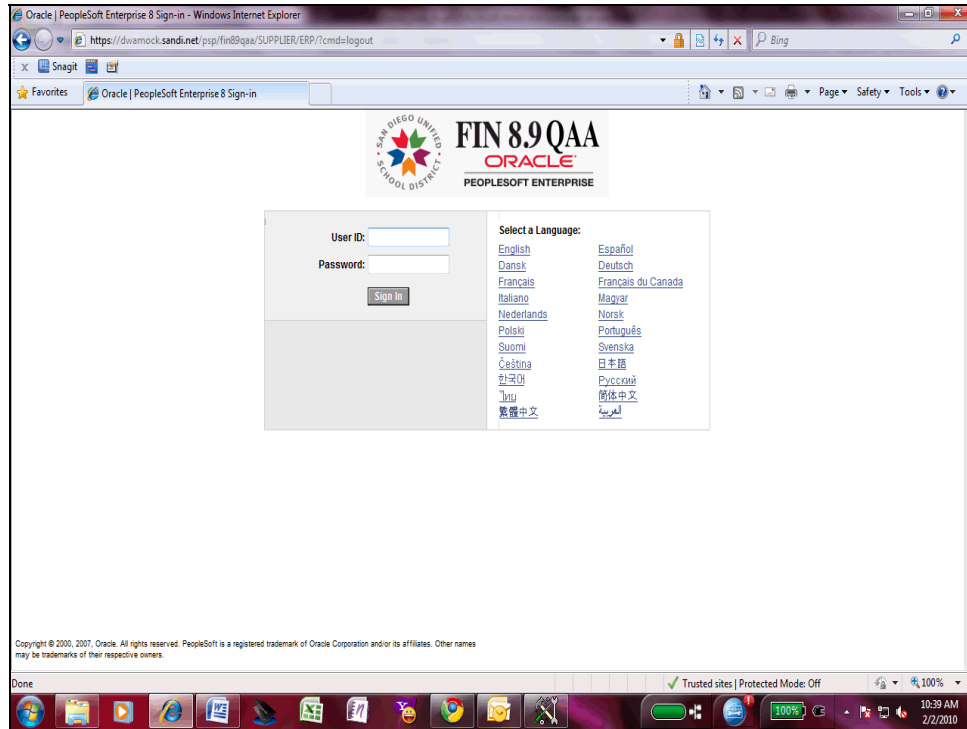 Oracle | PeopleSoft Enterprise 8 Sign-in - Windows Internet Explorer
https://dwamock.sandi.net/psp/fin89qaa/SUPPLIER/ERP/?cmd=logout
Bing
x Snagit
Favorites Oracle | PeopleSoft Enterprise 8 Sign-in Page Safety Tools
SAN DIEGO UNIFIED SCHOOL DISTRICT
FIN 8.9 QAA
ORACLE
PEOPLESOFT ENTERPRISE
User ID:
Password:
Sign In
Select a Language:
English Español
Dansk Deutsch
Français Français du Canada
Italiano Magyar
Nederlands Norsk
Polski Português
Suomi Svenska
Čeština 日本語
한국어 Русский
ไทย 简体中文
繁體中文 العربية
Copyright © 2000, 2007, Oracle. All rights reserved. PeopleSoft is a registered trademark of Oracle Corporation and/or its affiliates. Other names
may be trademarks of their respective owners.
Done Trusted sites | Protected Mode: Off 100%
100% 10:39 AM
2/2/2010